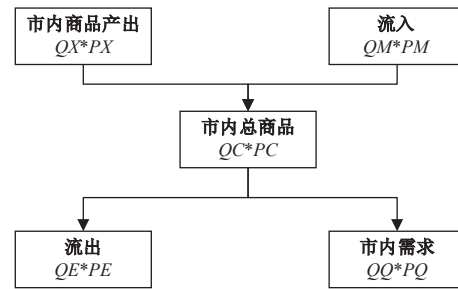 市内商品产出
QX*PX
流入
QM*PM
市内总商品
QC*PC
流出
QE*PE
市内需求
QQ*PQ